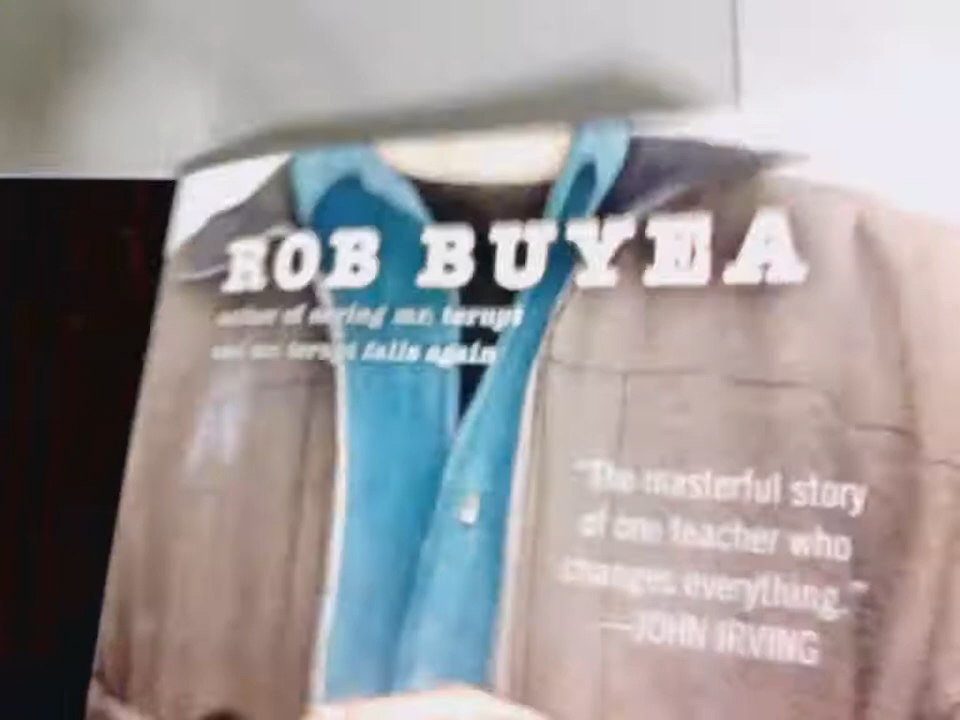 ROB BUYEA
author of daring mr. terupt
and mr. terupt falls again
"The masterful story
of one teacher who
changes everything."
—JOHN IRVING